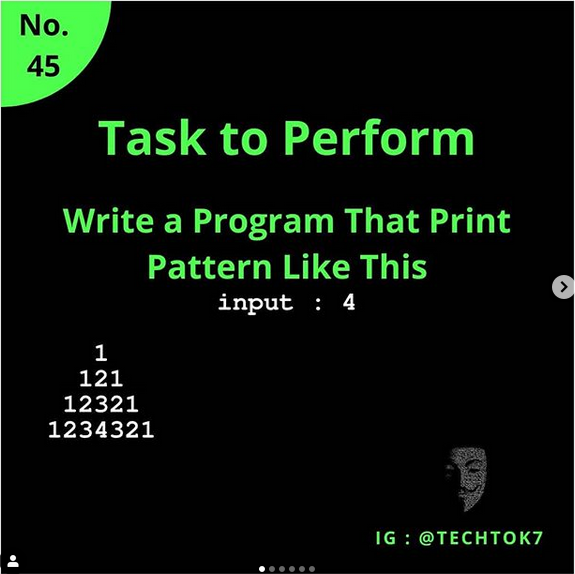 No.
45
Task to Perform
Write a Program That Print
Pattern Like This
input : 4
1
121
12321
1234321
IG : @TECHTOK7